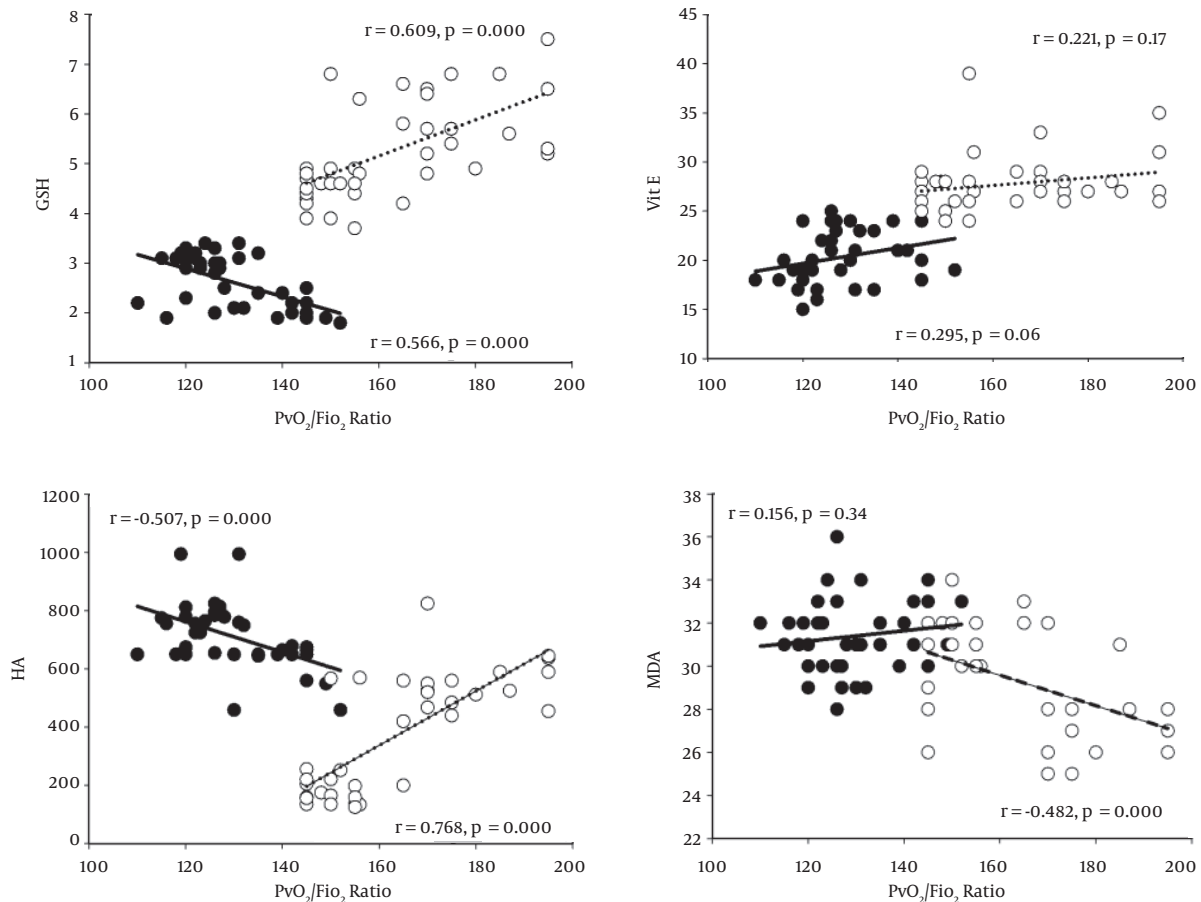 r = 0.609, p = 0.000
8
7
6
5
4
3
2
1
GSH
r = 0.566, p = 0.000
100 120 140 160 180 200
PvO₂/Fio₂ Ratio
r = 0.221, p = 0.17
45
40
35
30
25
20
15
10
Vit E
r = 0.295, p = 0.06
100 120 140 160 180 200
PvO₂/Fio₂ Ratio
r = -0.507, p = 0.000
1200
1000
800
600
400
200
0
HA
r = 0.768, p = 0.000
100 120 140 160 180 200
PvO₂/Fio₂ Ratio
r = 0.156, p = 0.34
38
36
34
32
30
28
26
24
22
MDA
r = -0.482, p = 0.000
100 120 140 160 180 200
PvO₂/Fio₂ Ratio